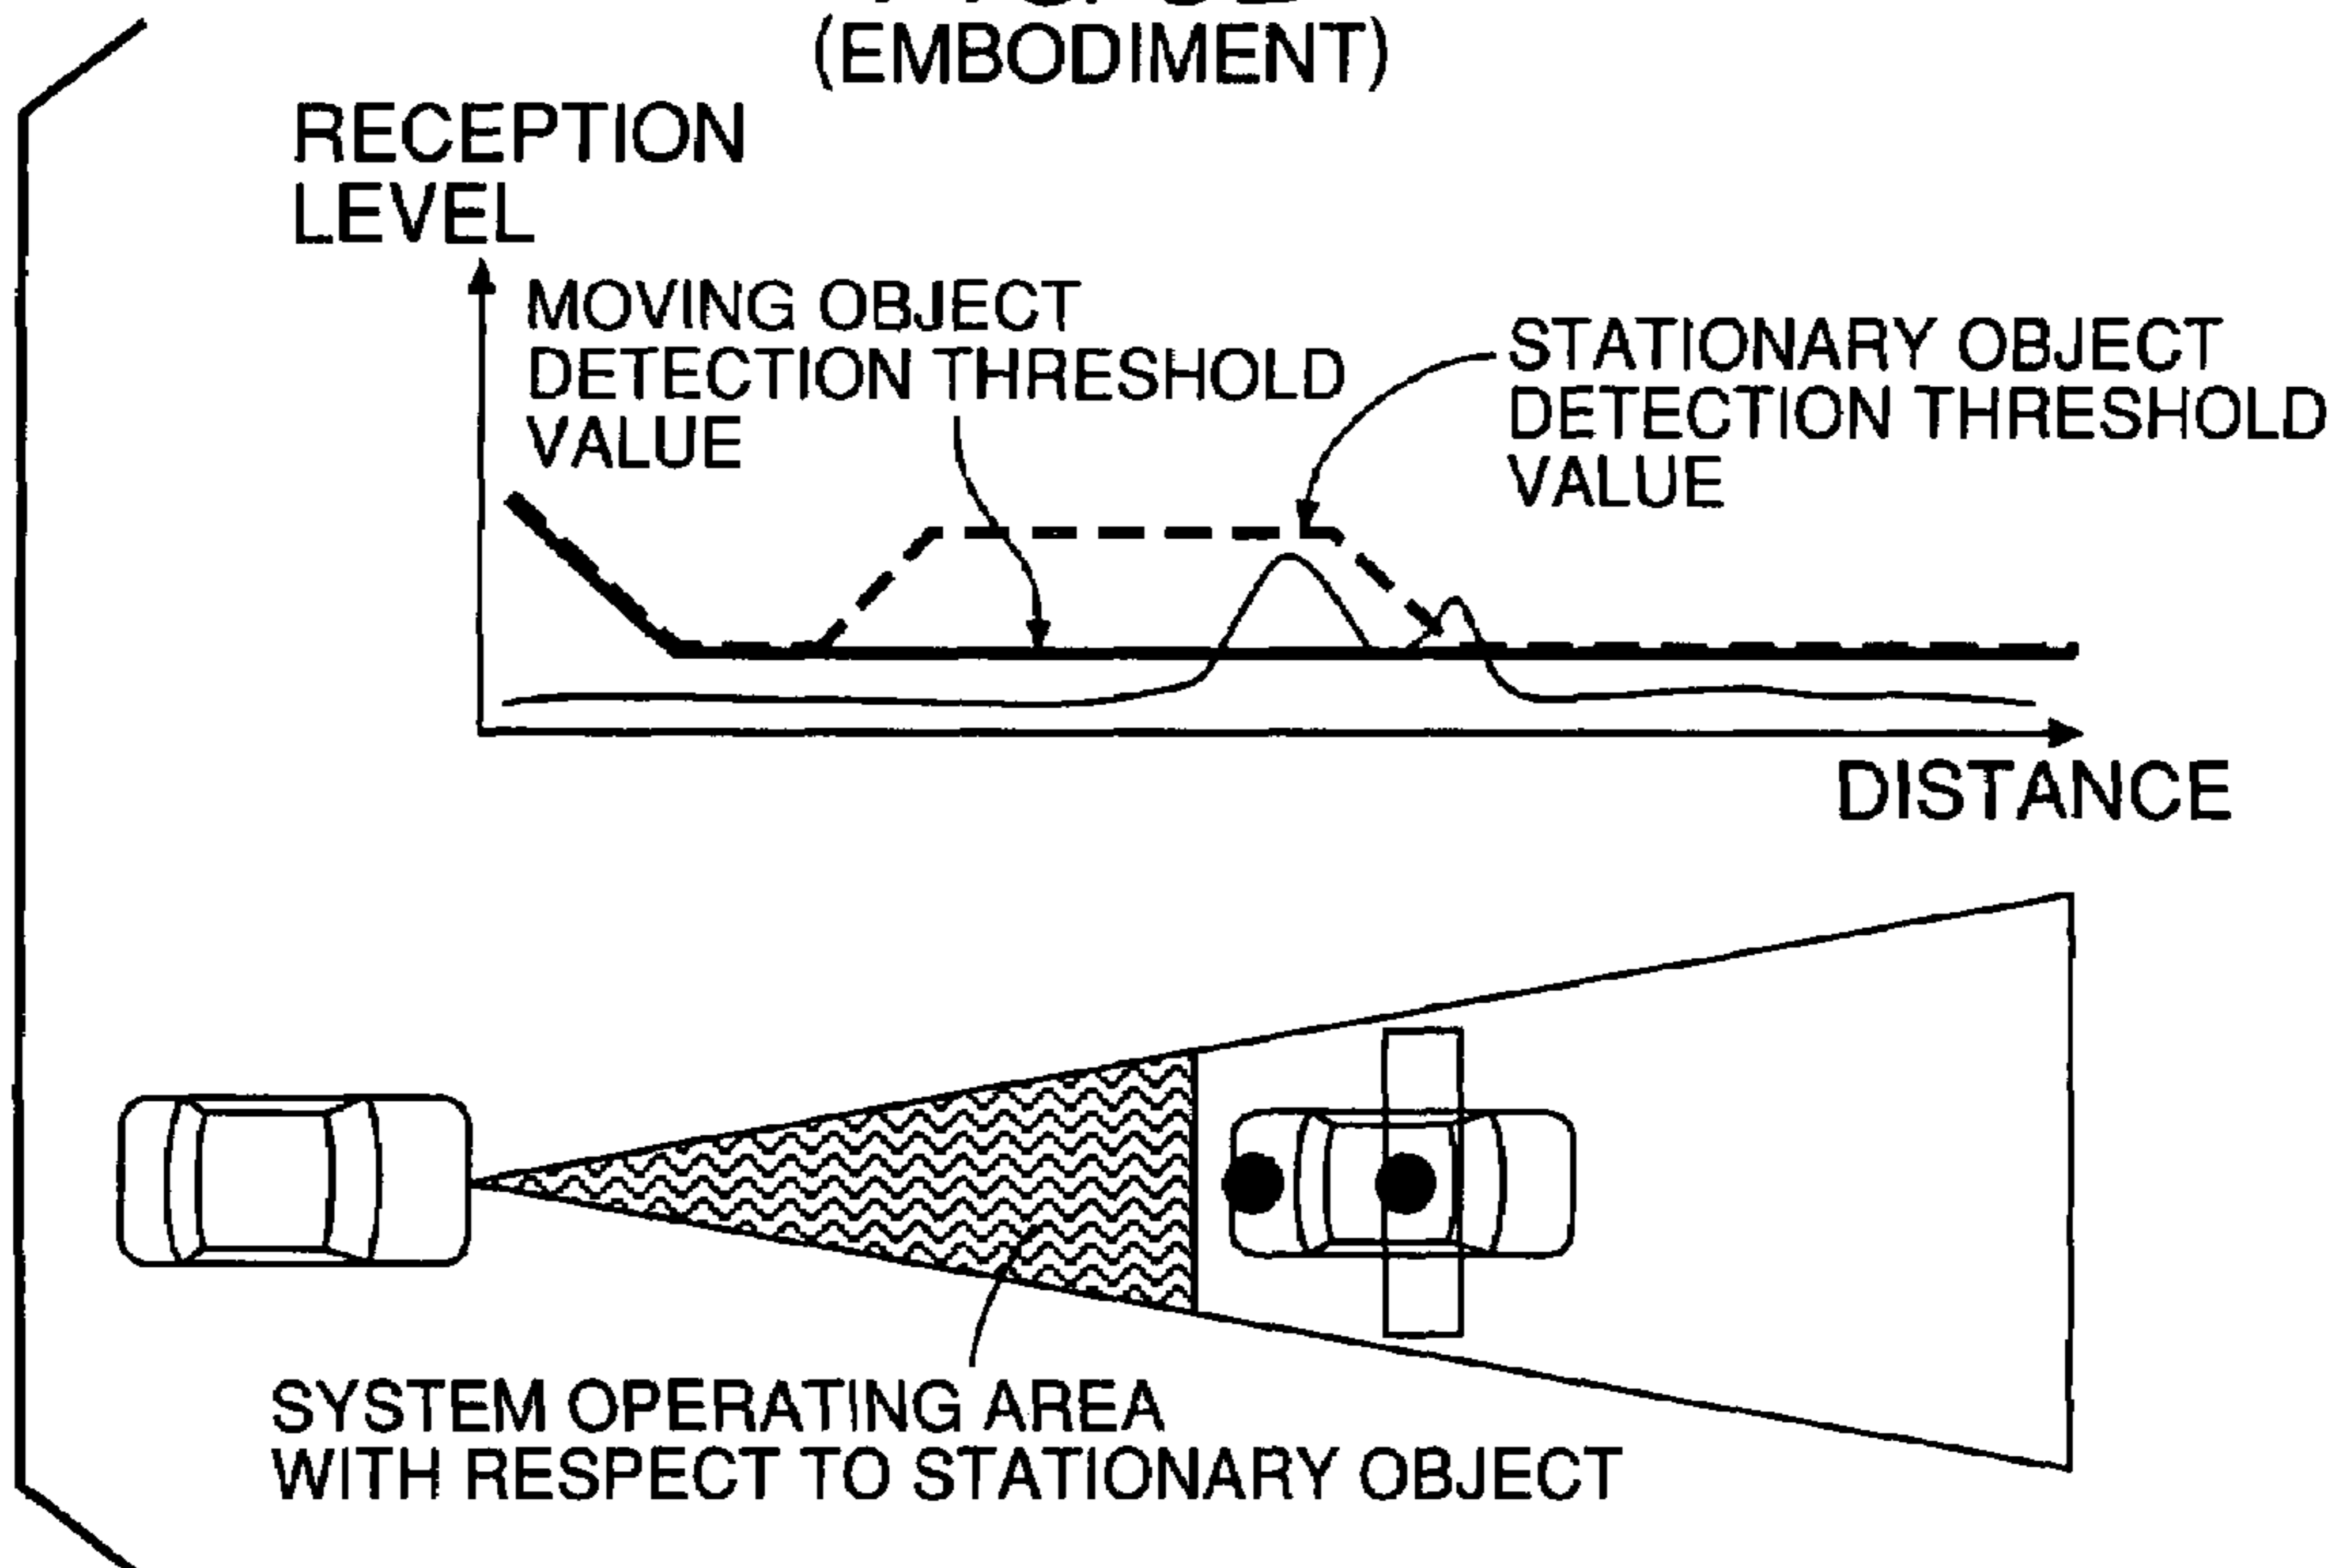 (EMBODIMENT)
RECEPTION
LEVEL
MOVING OBJECT
DETECTION THRESHOLD
VALUE
STATIONARY OBJECT
DETECTION THRESHOLD
VALUE
DISTANCE
SYSTEM OPERATING AREA
WITH RESPECT TO STATIONARY OBJECT